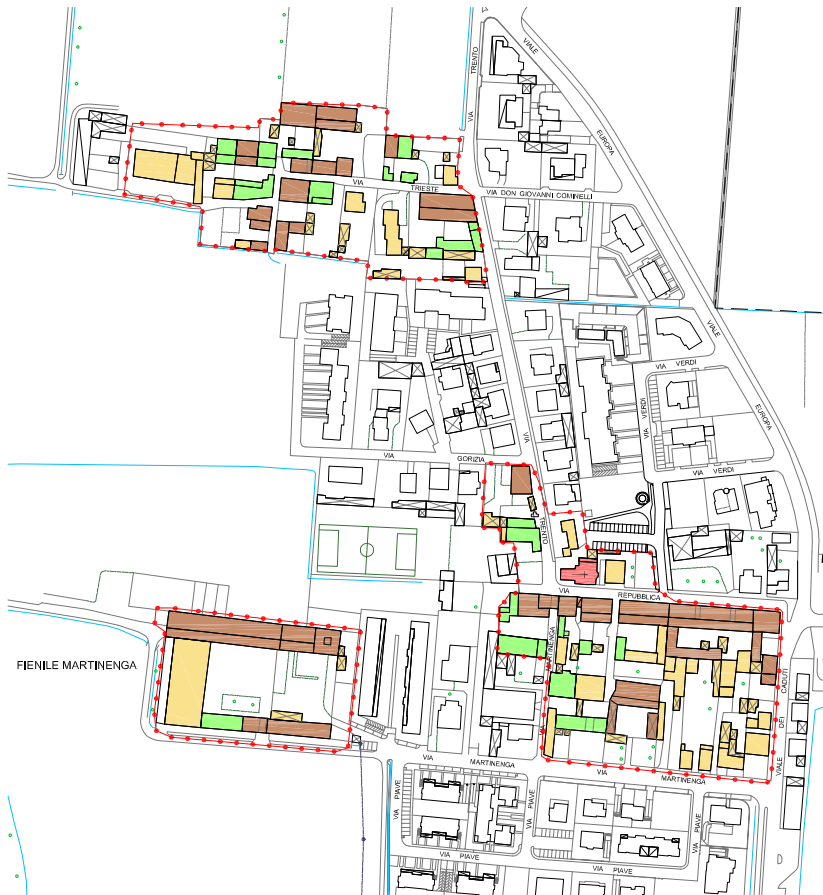 VIALE
TRENTO
VIA
EUROPA
VIA
TRIESTE
VIA DON GIOVANNI COMINELLI
VIALE
VIA VERDI
VIA VERDI
EUROPA
VIA
VIA
GORIZIA
VIA VERDI
TRENTO
VIA
REPUBBLICA
MARTINENGA
FIENILE MARTINENGA
CADUTI
DEI
VIALE
VIA
MARTINENGA
VIA
MARTINENGA
VIA PIAVE
VIA PIAVE
VIA PIAVE
VIA PIAVE
VIA PIAVE